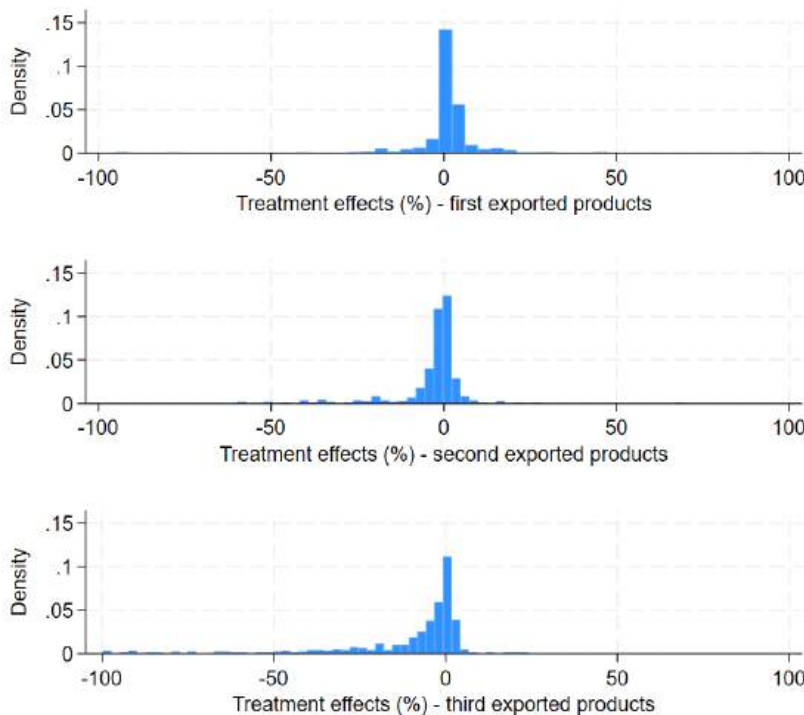 .15
.1
.05
0
Density
-100 -50 0 50 100
Treatment effects (%) - first exported products
.15
.1
.05
0
Density
-100 -50 0 50 100
Treatment effects (%) - second exported products
.15
.1
.05
0
Density
-100 -50 0 50 100
Treatment effects (%) - third exported products